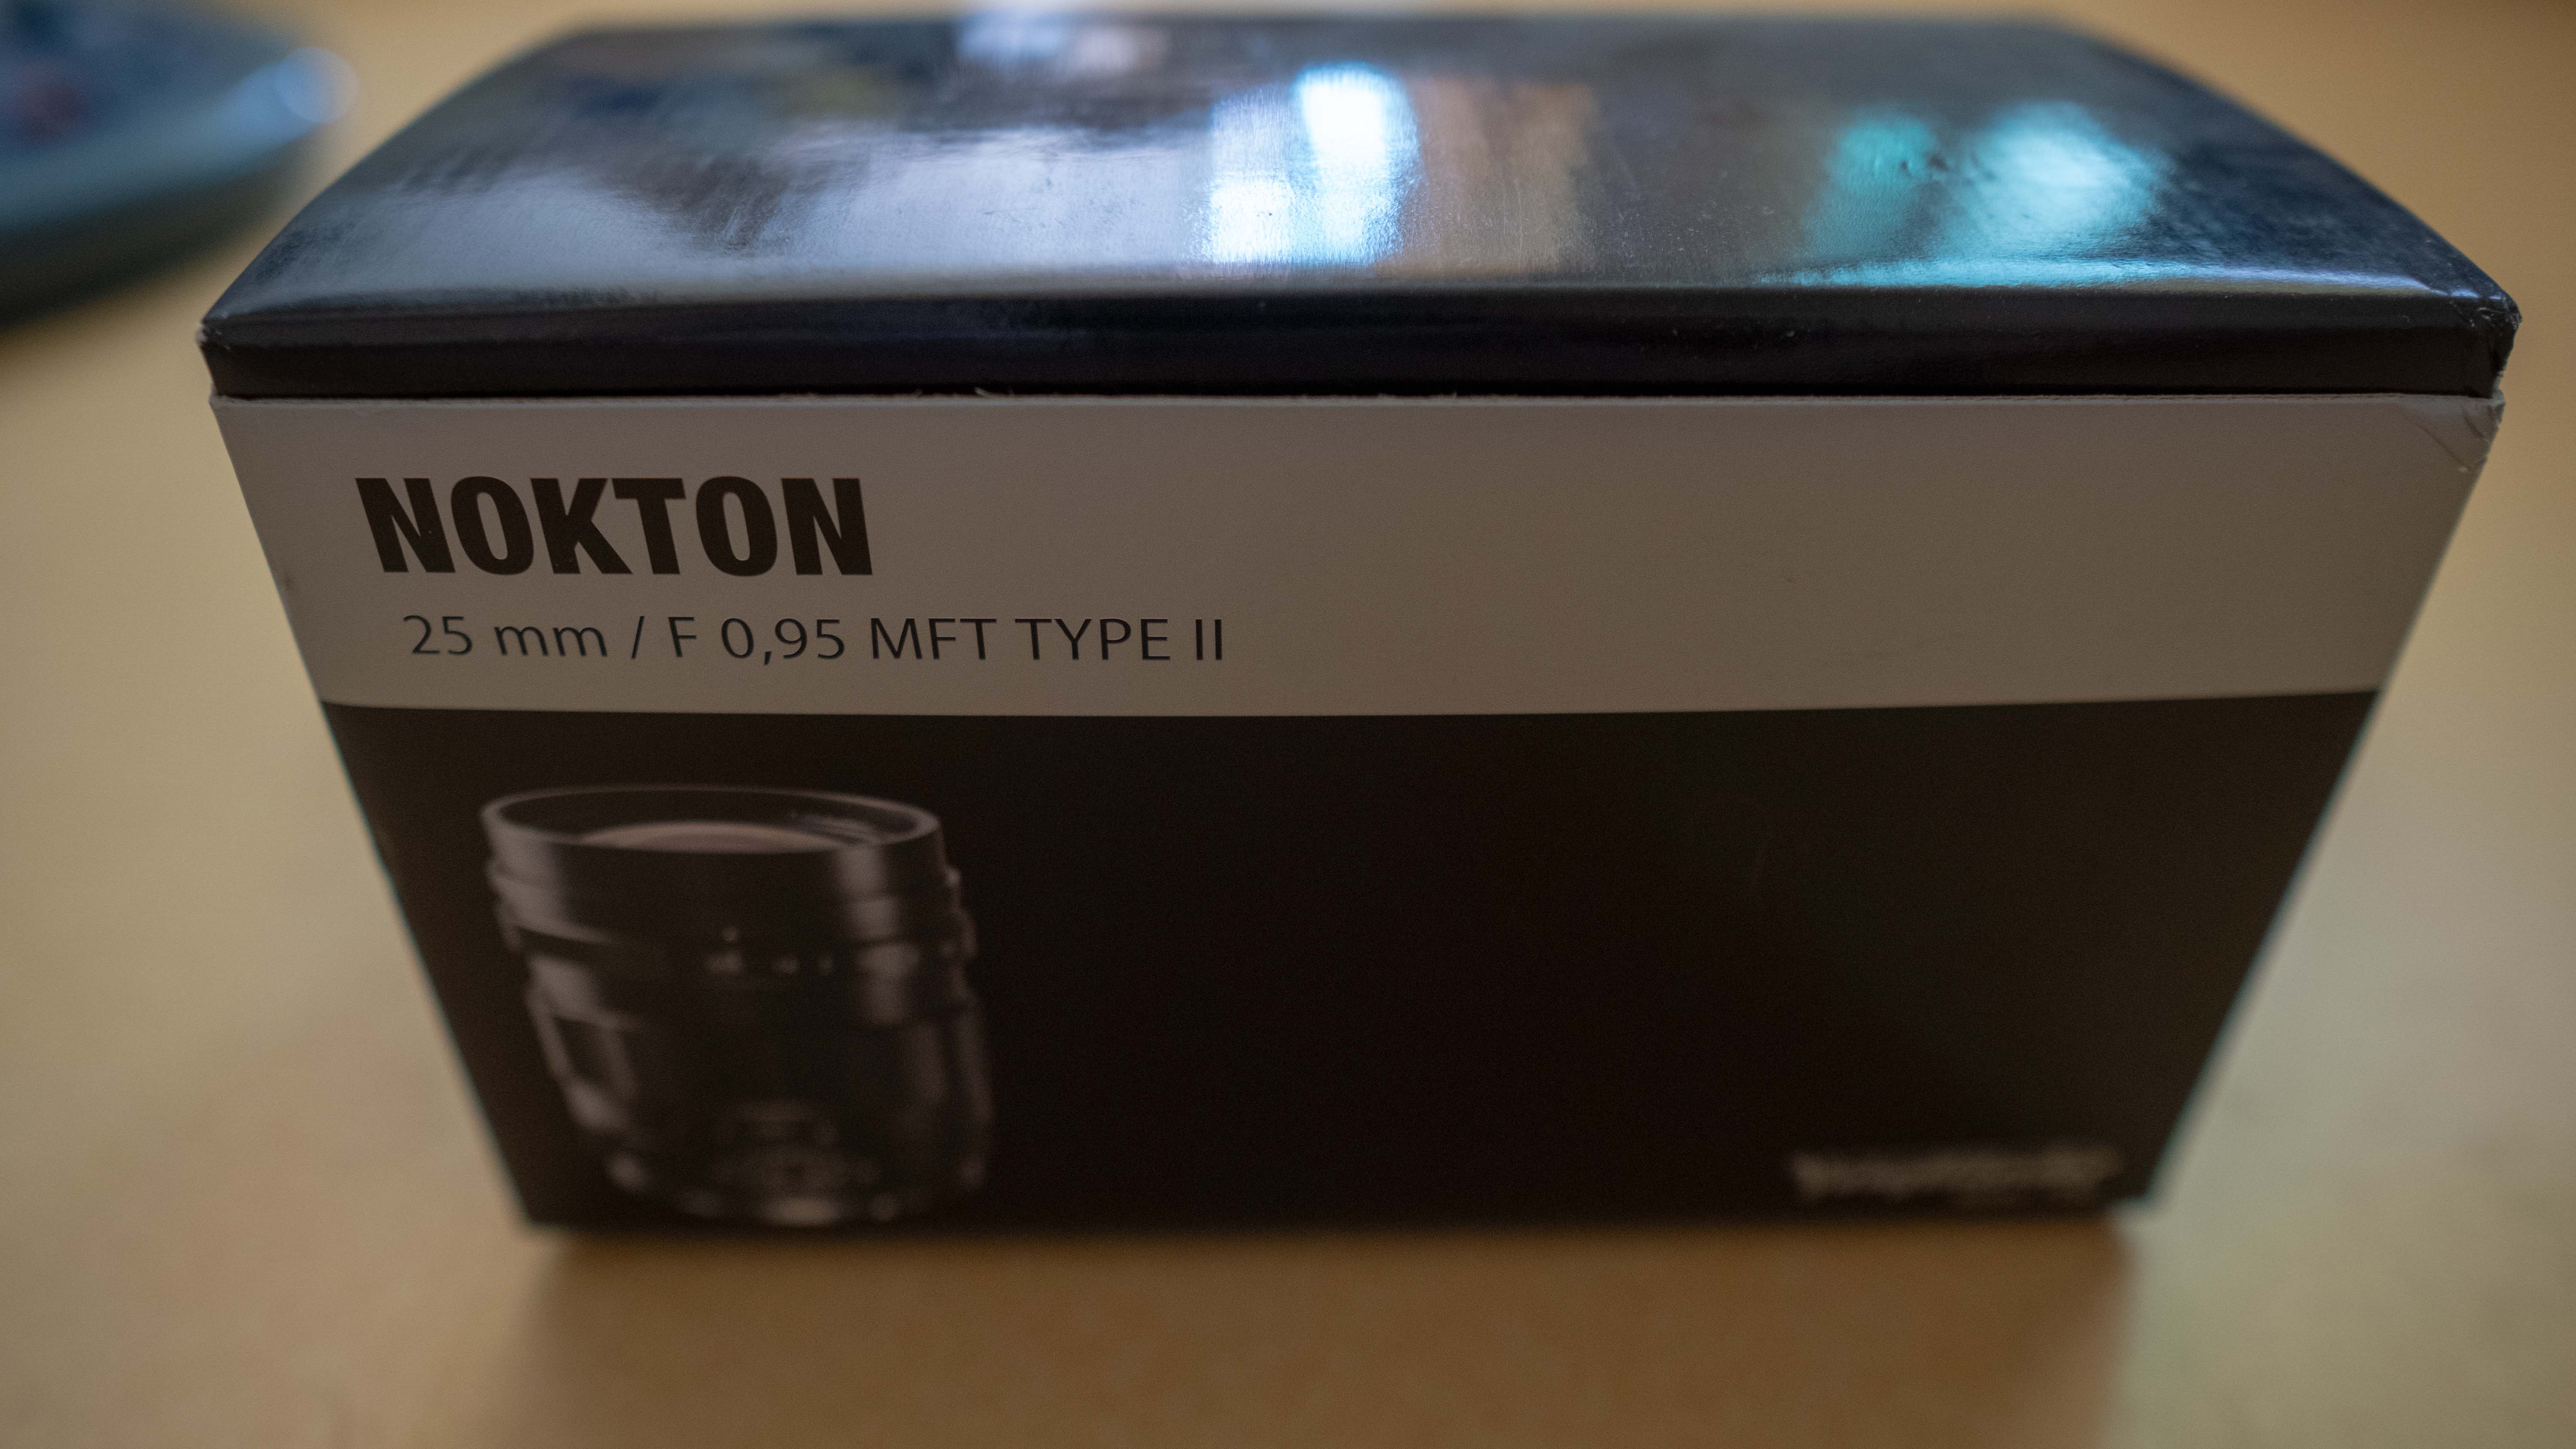 NOKTON
25 mm / F 0,95 MFT TYPE II